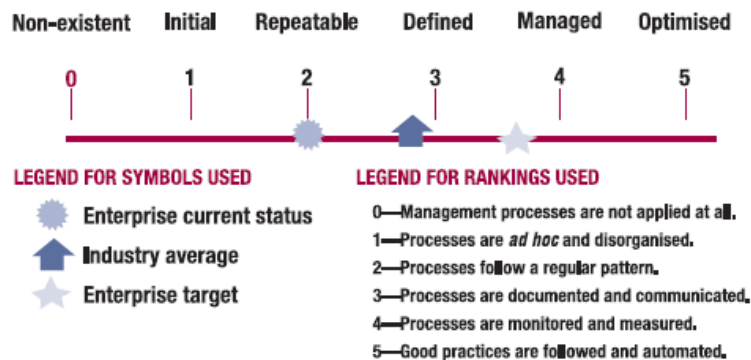 Non-existent Initial Repeatable Defined Managed Optimised
0 1 2 3 4 5
LEGEND FOR SYMBOLS USED
Enterprise current status
Industry average
Enterprise target
LEGEND FOR RANKINGS USED
0—Management processes are not applied at all.
1—Processes are ad hoc and disorganised.
2—Processes follow a regular pattern.
3—Processes are documented and communicated.
4—Processes are monitored and measured.
5—Good practices are followed and automated.